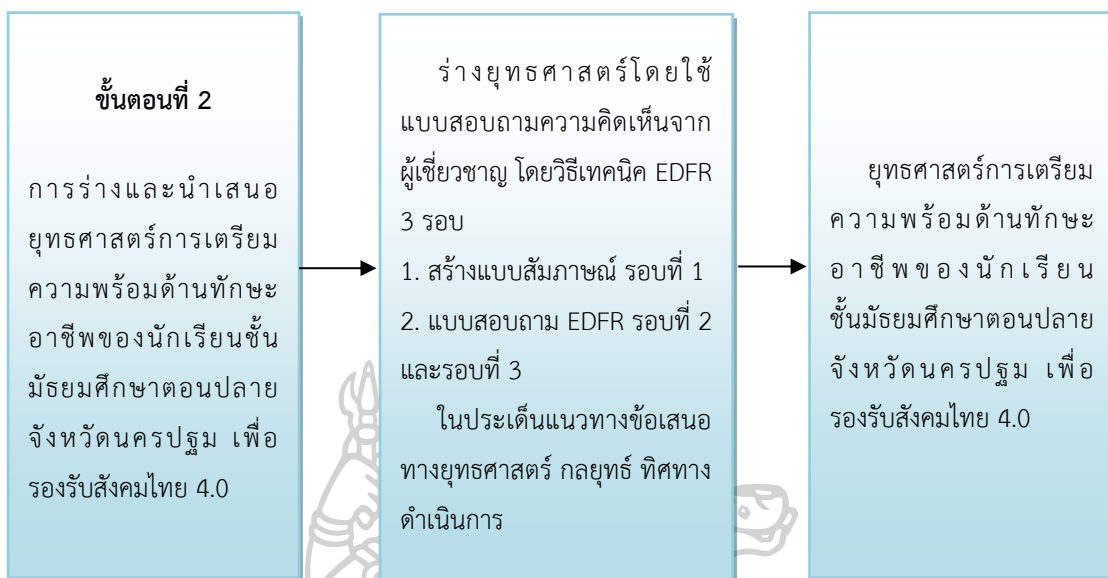 ขั้นตอนที่ 2
การร่างและนำเสนอ
ยุทธศาสตร์การเตรียม
ความพร้อมด้านทักษะ
อาชีพของนักเรียนชั้น
มัธยมศึกษาตอนปลาย
จังหวัดนครปฐม เพื่อ
รองรับสังคมไทย 4.0
ร่างยุทธศาสตร์โดยใช้
แบบสอบถามความคิดเห็นจาก
ผู้เชี่ยวชาญ โดยวิธีเทคนิค EDFR
3 รอบ
1. สร้างแบบสัมภาษณ์ รอบที่ 1
2. แบบสอบถาม EDFR รอบที่ 2
และรอบที่ 3
ในประเด็นแนวทางข้อเสนอ
ทางยุทธศาสตร์ กลยุทธ์ ทิศทาง
ดำเนินการ
ยุทธศาสตร์การเตรียม
ความพร้อมด้านทักษะ
อาชีพของนักเรียน
ชั้นมัธยมศึกษาตอนปลาย
จังหวัดนครปฐม เพื่อ
รองรับสังคมไทย 4.0